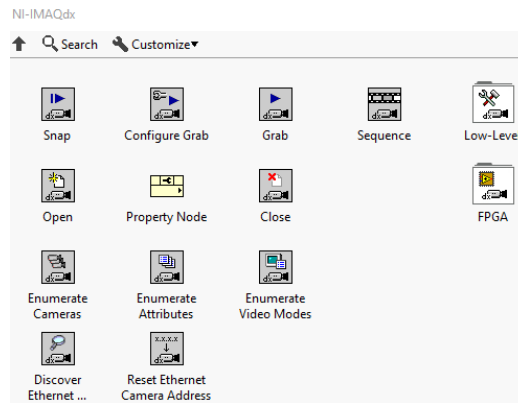 NI-IMAQdx
Search Customize▾
Snap Configure Grab Grab Sequence Low-Leve
Open Property Node Close FPGA
Enumerate Enumerate Enumerate
Cameras Attributes Video Modes
Discover Reset Ethernet
Ethernet ... Camera Address